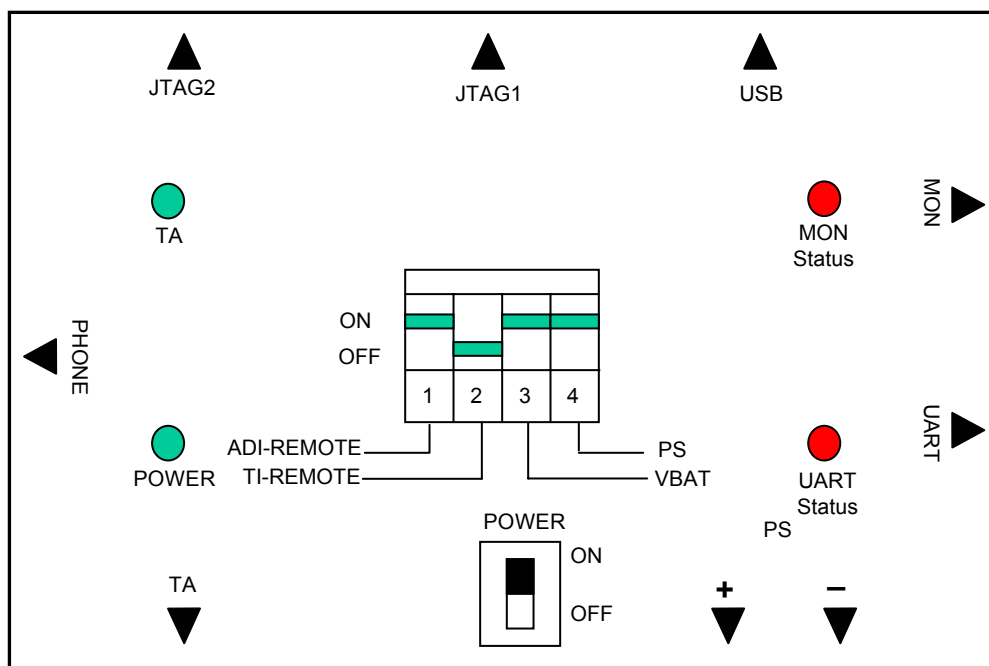 JTAG2
JTAG1
USB
MON
TA
MON
Status
ON
OFF
PHONE
1 2 3 4
UART
ADI-REMOTE
PS
TI-REMOTE
VBAT
POWER
UART
Status
PS
POWER
ON
OFF
TA
+ −